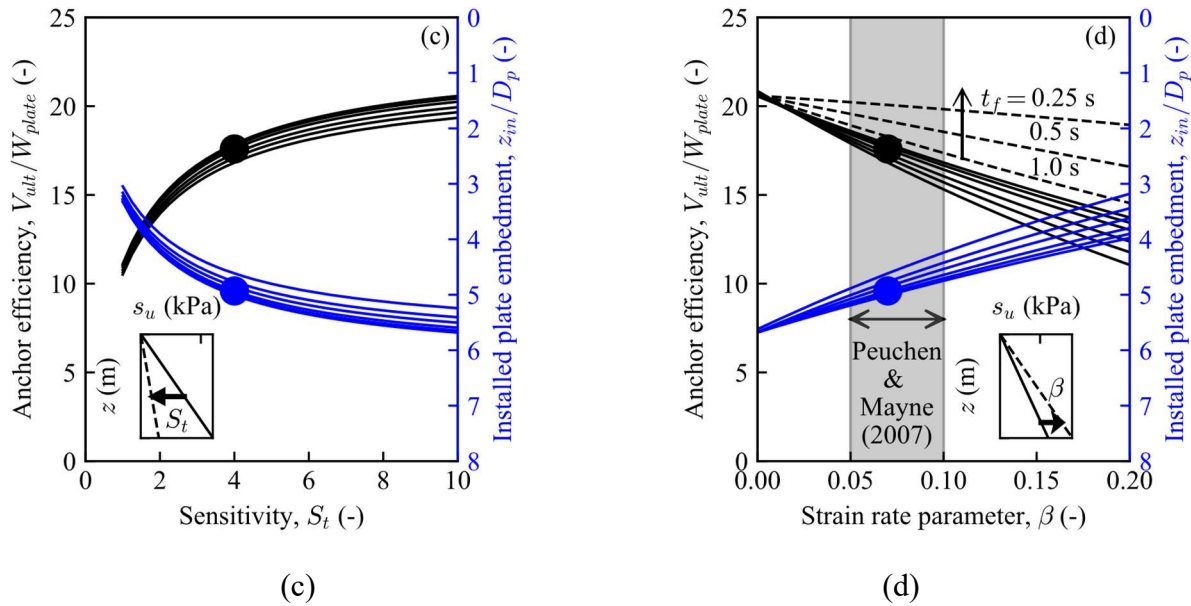 (c)
Anchor efficiency, V_ult/W_plate (-)
25
20
15
10
5
0
0
2
4
6
8
10
Sensitivity, S_t (-)
0
1
2
3
4
5
6
7
8
Installed plate embedment, z_in/D_p (-)
s_u (kPa)
z (m)
S_t
(c)
(d)
Anchor efficiency, V_ult/W_plate (-)
25
20
15
10
5
0
0.00
0.05
0.10
0.15
0.20
Strain rate parameter, β (-)
0
1
2
3
4
5
6
7
8
Installed plate embedment, z_in/D_p (-)
t_f = 0.25 s
0.5 s
1.0 s
Peuchen
&
Mayne
(2007)
s_u (kPa)
z (m)
β
(d)